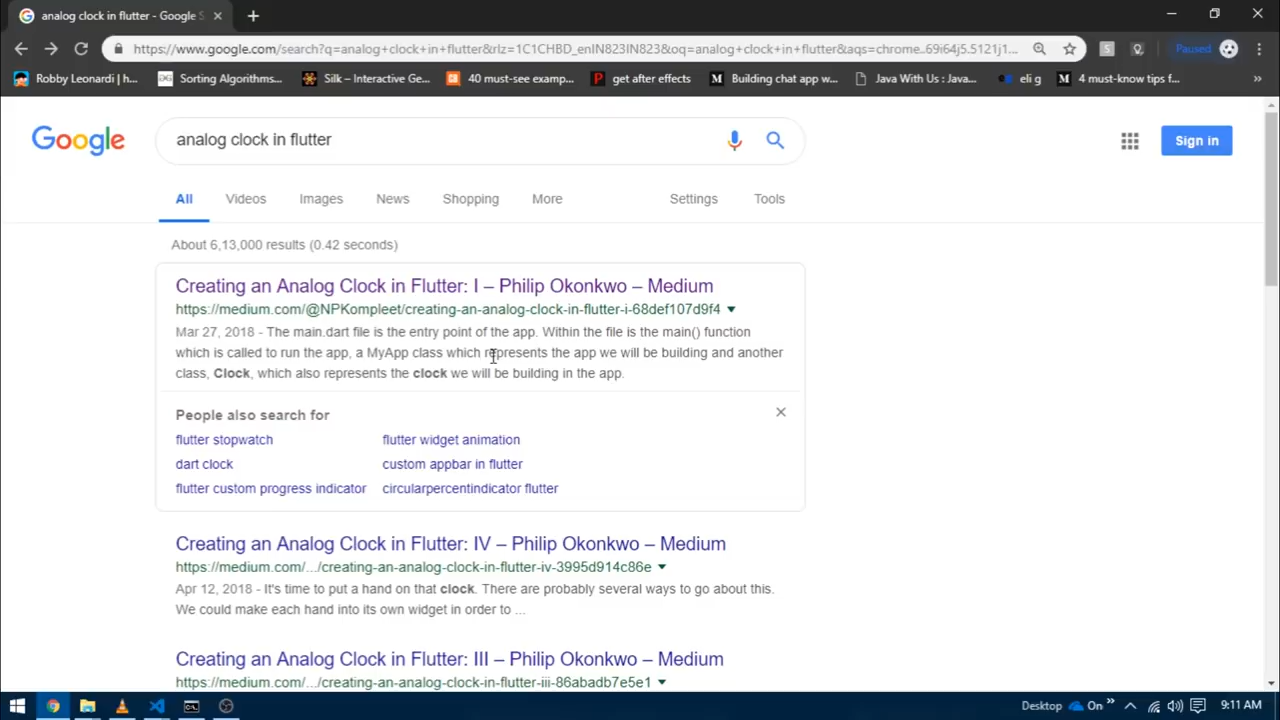 analog clock in flutter - Google S
https://www.google.com/search?q=analog+clock+in+flutter&rlz=1C1CHBD_enIN823IN823&oq=analog+clock+in+flutter&aqs=chrome..69i64j5.5121j1...
Paused
Robby Leonardi | h...
Sorting Algorithms...
Silk – Interactive Ge...
40 must-see examp...
get after effects
Building chat app w...
Java With Us : Java...
eli g
4 must-know tips f...
»
Google
analog clock in flutter
Sign in
All Videos Images News Shopping More Settings Tools
About 6,13,000 results (0.42 seconds)
Creating an Analog Clock in Flutter: I – Philip Okonkwo – Medium
https://medium.com/@NPKompleet/creating-an-analog-clock-in-flutter-i-68def107d9f4
Mar 27, 2018 - The main.dart file is the entry point of the app. Within the file is the main() function
which is called to run the app, a MyApp class which represents the app we will be building and another
class, Clock, which also represents the clock we will be building in the app.
People also search for
flutter stopwatch flutter widget animation
dart clock custom appbar in flutter
flutter custom progress indicator circularpercentindicator flutter
Creating an Analog Clock in Flutter: IV – Philip Okonkwo – Medium
https://medium.com/.../creating-an-analog-clock-in-flutter-iv-3995d914c86e
Apr 12, 2018 - It's time to put a hand on that clock. There are probably several ways to go about this.
We could make each hand into its own widget in order to ...
Creating an Analog Clock in Flutter: III – Philip Okonkwo – Medium
https://medium.com/.../creating-an-analog-clock-in-flutter-iii-86abadb7e5e1
Desktop On » 9:11 AM